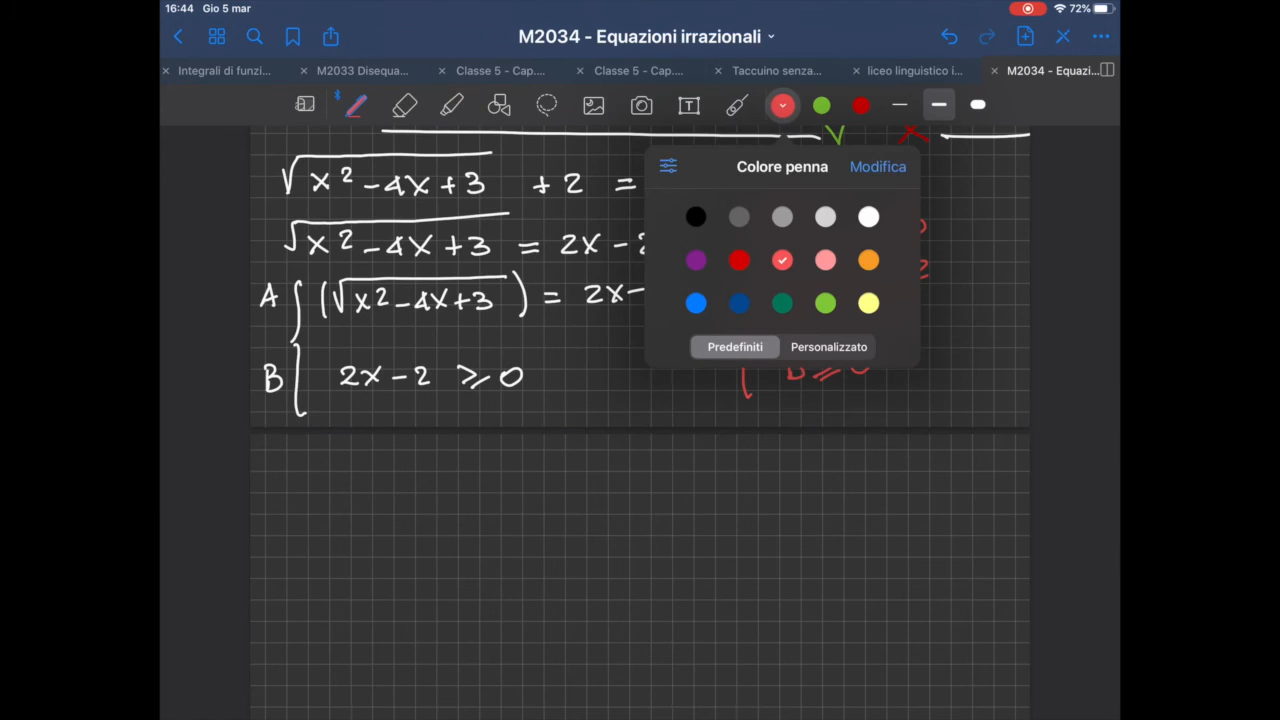 16:44 Gio 5 mar 72%
M2034 - Equazioni irrazionali
Integrali di funzi... M2033 Disequa... Classe 5 - Cap.... Classe 5 - Cap.... Taccuino senza... liceo linguistico i... M2034 - Equazi...
√x² - 4x + 3 + 2 =
Colore penna Modifica
√x² - 4x + 3 = 2x - 2
A { (√x² - 4x + 3 ) = 2x -
B { 2x - 2 ⩾ 0
Predefiniti Personalizzato
B ⩾ 0